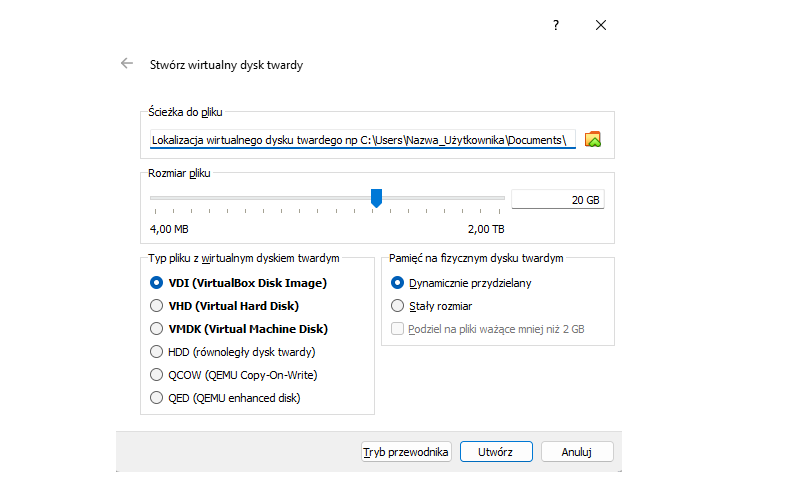 ?
Stwórz wirtualny dysk twardy
Ścieżka do pliku
Lokalizacja wirtualnego dysku twardego np C:\Users\Nazwa_Użytkownika\Documents\
Rozmiar pliku
20 GB
4,00 MB
2,00 TB
Typ pliku z wirtualnym dyskiem twardym
VDI (VirtualBox Disk Image)
VHD (Virtual Hard Disk)
VMDK (Virtual Machine Disk)
HDD (równoległy dysk twardy)
QCOW (QEMU Copy-On-Write)
QED (QEMU enhanced disk)
Pamięć na fizycznym dysku twardym
Dynamicznie przydzielany
Stały rozmiar
Podziel na pliki ważące mniej niż 2 GB
Tryb przewodnika
Utwórz
Anuluj